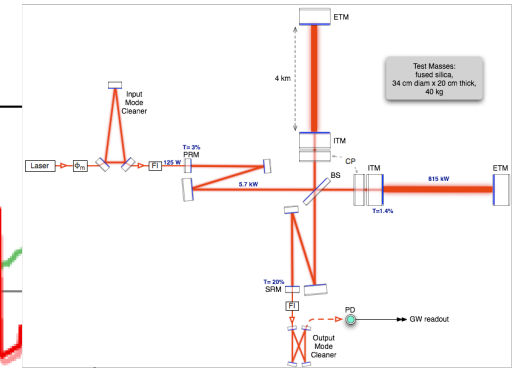 ETM
4 km
Test Masses:
fused silica,
34 cm diam x 20 cm thick,
40 kg
Input
Mode
Cleaner
ITM
T= 3%
PRM
Laser
Φm
FI
125 W
CP
BS
ITM
ETM
5.7 kW
815 kW
T=1.4%
T= 20%
SRM
FI
PD
GW readout
Output
Mode
Cleaner